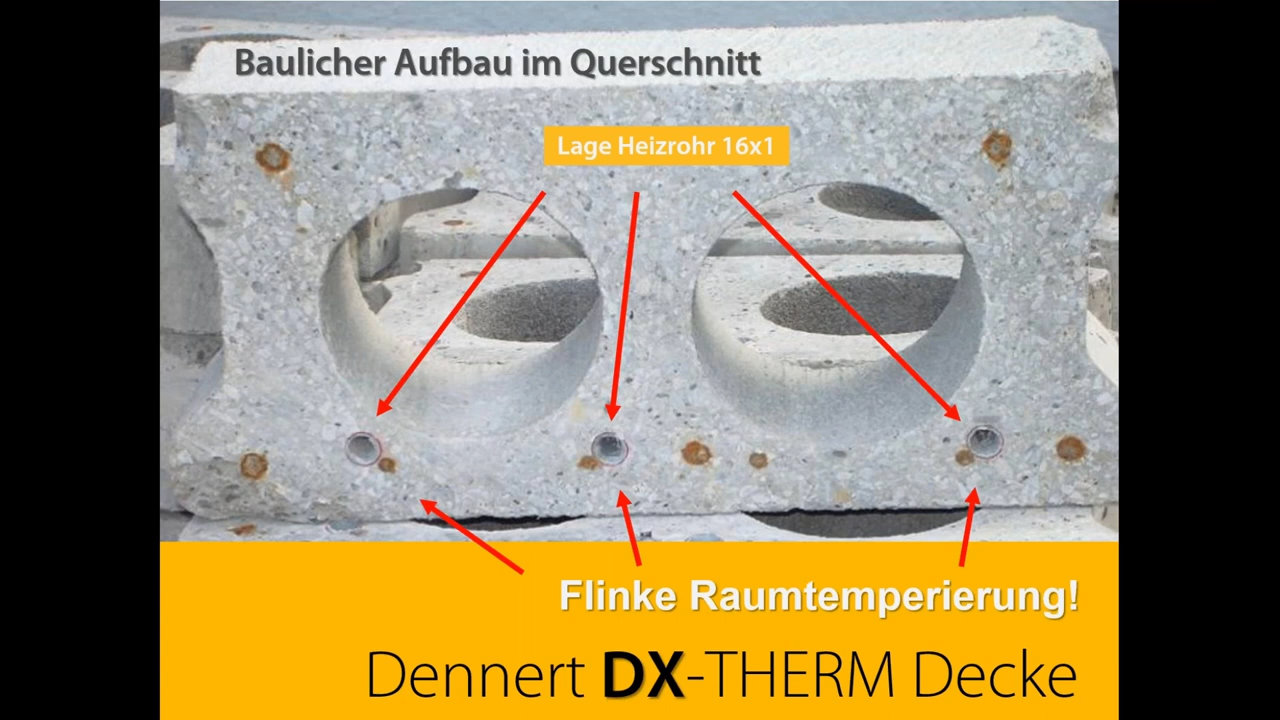 Baulicher Aufbau im Querschnitt
Lage Heizrohr 16x1
Flinke Raumtemperierung!
Dennert DX-THERM Decke